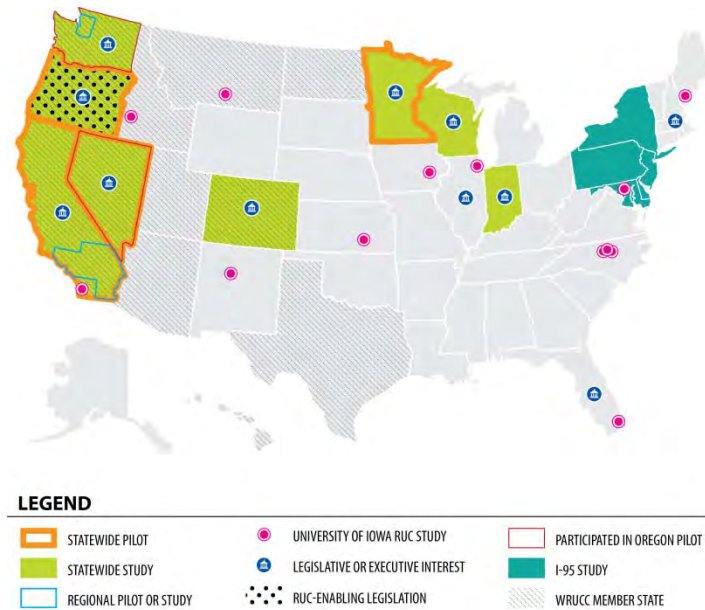 LEGEND
STATEWIDE PILOT
UNIVERSITY OF IOWA RUC STUDY
PARTICIPATED IN OREGON PILOT
STATEWIDE STUDY
LEGISLATIVE OR EXECUTIVE INTEREST
I-95 STUDY
REGIONAL PILOT OR STUDY
RUC-ENABLING LEGISLATION
WRUCC MEMBER STATE